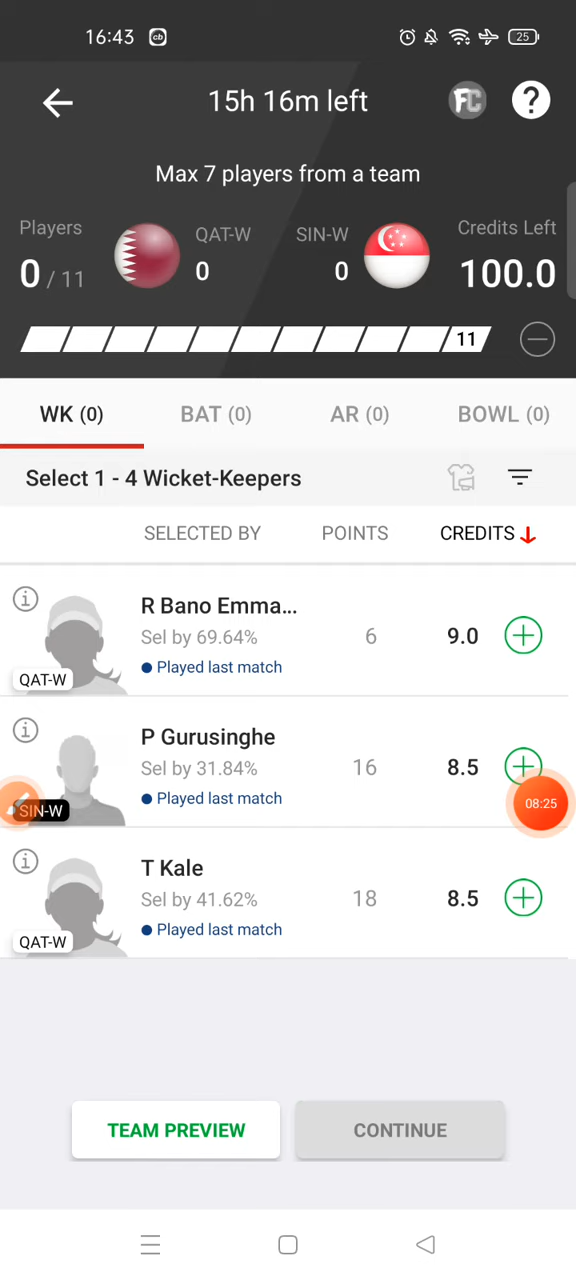 16:43
cb
25
15h 16m left
FC
?
Max 7 players from a team
Players
QAT-W
SIN-W
Credits Left
0 / 11
0
0
100.0
11
WK (0)
BAT (0)
AR (0)
BOWL (0)
Select 1 - 4 Wicket-Keepers
SELECTED BY
POINTS
CREDITS
i
R Bano Emma...
Sel by 69.64%
6
9.0
Played last match
QAT-W
i
P Gurusinghe
Sel by 31.84%
16
8.5
Played last match
SIN-W
08:25
i
T Kale
Sel by 41.62%
18
8.5
Played last match
QAT-W
TEAM PREVIEW
CONTINUE